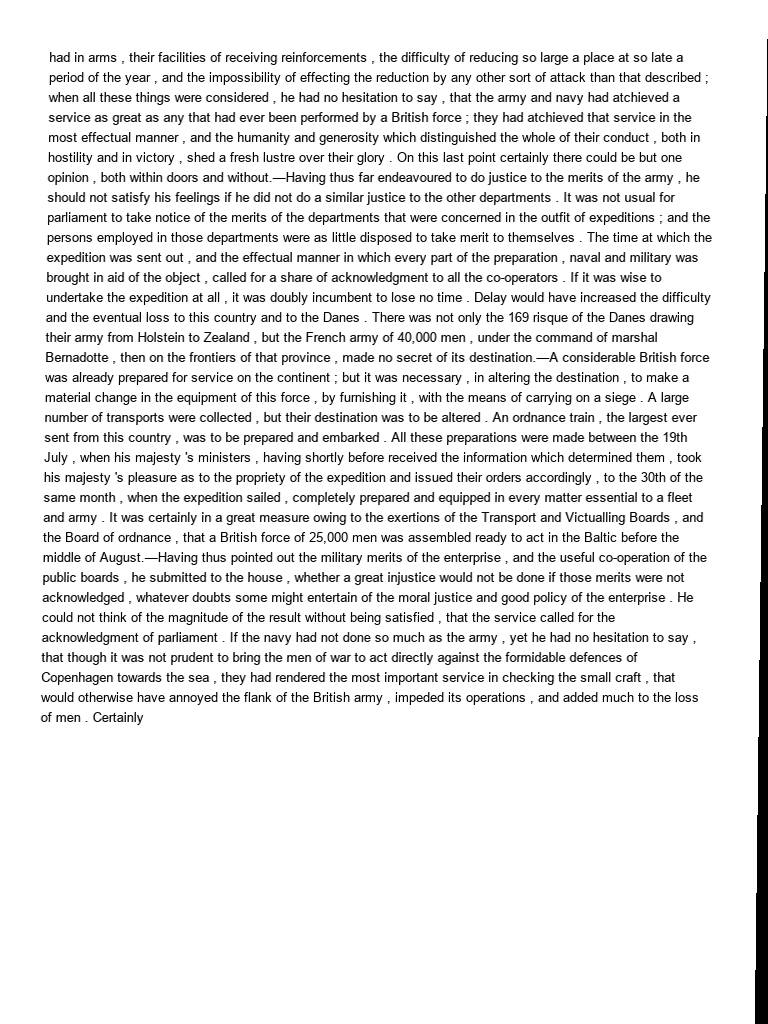 had in arms , their facilities of receiving reinforcements , the difficulty of reducing so large a place at so late a
period of the year , and the impossibility of effecting the reduction by any other sort of attack than that described ;
when all these things were considered , he had no hesitation to say , that the army and navy had atchieved a
service as great as any that had ever been performed by a British force ; they had atchieved that service in the
most effectual manner , and the humanity and generosity which distinguished the whole of their conduct , both in
hostility and in victory , shed a fresh lustre over their glory . On this last point certainly there could be but one
opinion , both within doors and without.—Having thus far endeavoured to do justice to the merits of the army , he
should not satisfy his feelings if he did not do a similar justice to the other departments . It was not usual for
parliament to take notice of the merits of the departments that were concerned in the outfit of expeditions ; and the
persons employed in those departments were as little disposed to take merit to themselves . The time at which the
expedition was sent out , and the effectual manner in which every part of the preparation , naval and military was
brought in aid of the object , called for a share of acknowledgment to all the co-operators . If it was wise to
undertake the expedition at all , it was doubly incumbent to lose no time . Delay would have increased the difficulty
and the eventual loss to this country and to the Danes . There was not only the 169 risque of the Danes drawing
their army from Holstein to Zealand , but the French army of 40,000 men , under the command of marshal
Bernadotte , then on the frontiers of that province , made no secret of its destination.—A considerable British force
was already prepared for service on the continent ; but it was necessary , in altering the destination , to make a
material change in the equipment of this force , by furnishing it , with the means of carrying on a siege . A large
number of transports were collected , but their destination was to be altered . An ordnance train , the largest ever
sent from this country , was to be prepared and embarked . All these preparations were made between the 19th
July , when his majesty 's ministers , having shortly before received the information which determined them , took
his majesty 's pleasure as to the propriety of the expedition and issued their orders accordingly , to the 30th of the
same month , when the expedition sailed , completely prepared and equipped in every matter essential to a fleet
and army . It was certainly in a great measure owing to the exertions of the Transport and Victualling Boards , and
the Board of ordnance , that a British force of 25,000 men was assembled ready to act in the Baltic before the
middle of August.—Having thus pointed out the military merits of the enterprise , and the useful co-operation of the
public boards , he submitted to the house , whether a great injustice would not be done if those merits were not
acknowledged , whatever doubts some might entertain of the moral justice and good policy of the enterprise . He
could not think of the magnitude of the result without being satisfied , that the service called for the
acknowledgment of parliament . If the navy had not done so much as the army , yet he had no hesitation to say ,
that though it was not prudent to bring the men of war to act directly against the formidable defences of
Copenhagen towards the sea , they had rendered the most important service in checking the small craft , that
would otherwise have annoyed the flank of the British army , impeded its operations , and added much to the loss
of men . Certainly